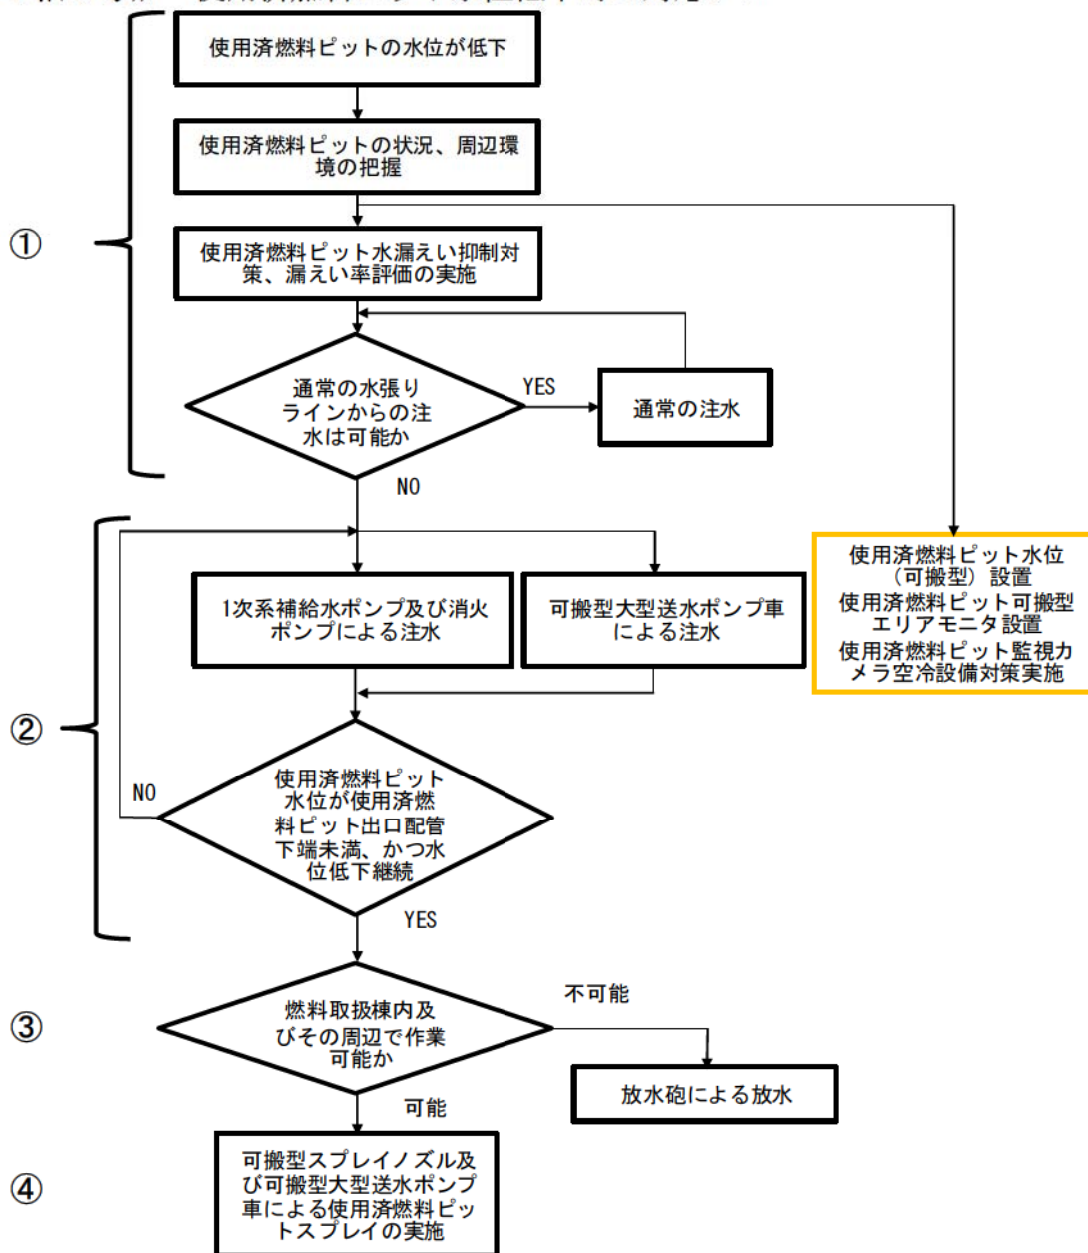 使用済燃料ピットの水位が低下
使用済燃料ピットの状況、周辺環
境の把握
①
使用済燃料ピット水漏えい抑制対
策、漏えい率評価の実施
通常の水張り
ラインからの注
水は可能か
YES
通常の注水
NO
1次系補給水ポンプ及び消火
ポンプによる注水
可搬型大型送水ポンプ車
による注水
使用済燃料ピット水位
（可搬型）設置
使用済燃料ピット可搬型
エリアモニタ設置
使用済燃料ピット監視カ
メラ空冷設備対策実施
②
NO
使用済燃料ピット
水位が使用済燃
料ピット出口配管
下端未満、かつ水
位低下継続
YES
③
燃料取扱棟内及
びその周辺で作業
可能か
不可能
放水砲による放水
可能
④
可搬型スプレイノズル及
び可搬型大型送水ポンプ
車による使用済燃料ピッ
トスプレイの実施